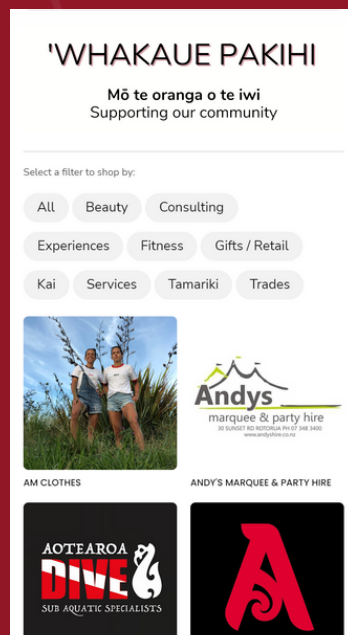 'WHAKAUE PAKIHI
Mō te oranga o te iwi
Supporting our community
Select a filter to shop by:
All Beauty Consulting
Experiences Fitness Gifts / Retail
Kai Services Tamariki Trades
Andys
marquee & party hire
30 SUNSET RD ROTORUA PH 07 348 3400
www.andyshire.co.nz
AM CLOTHES ANDY'S MARQUEE & PARTY HIRE
AOTEAROA
DIVE
SUB AQUATIC SPECIALISTS
A